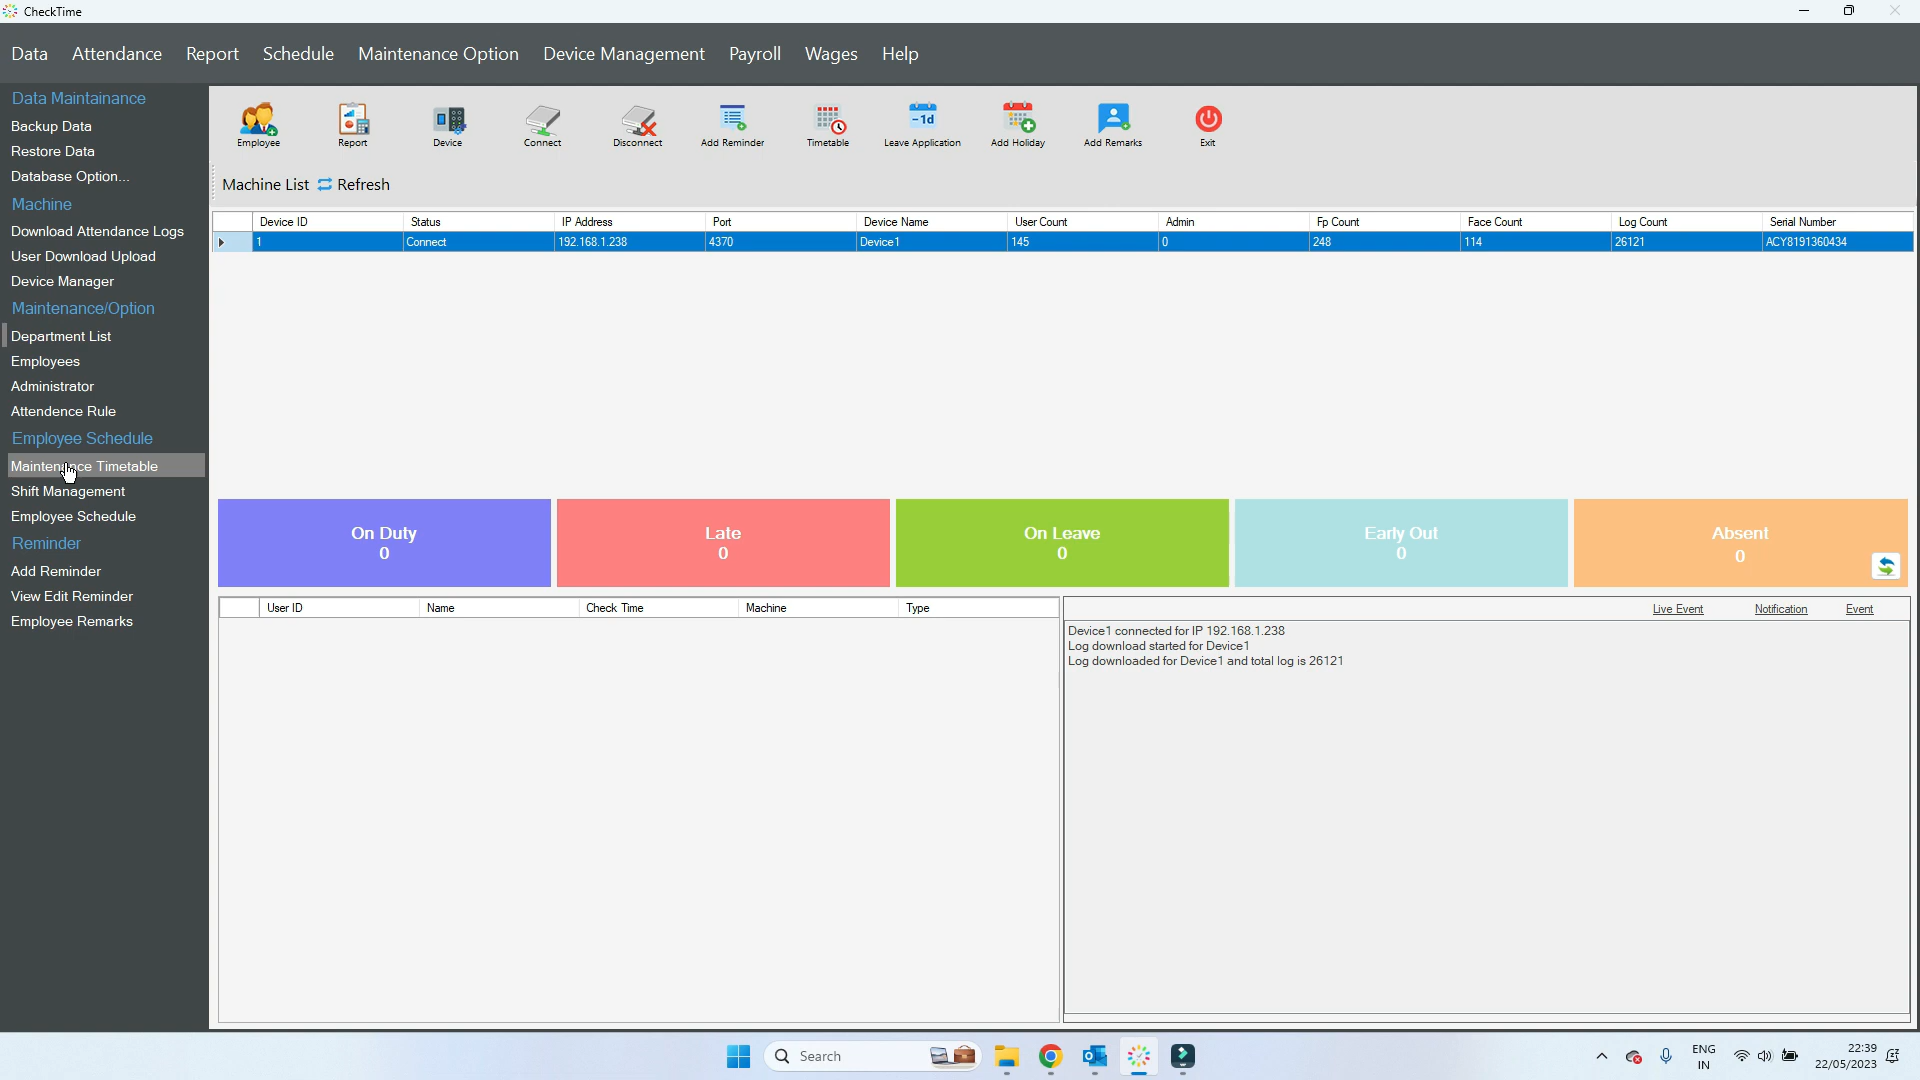 CheckTime
Data Attendance Report Schedule Maintenance Option Device Management Payroll Wages Help
Data Maintainance
Backup Data
Restore Data
Database Option...
Machine
Download Attendance Logs
User Download Upload
Device Manager
Maintenance/Option
Department List
Employees
Administrator
Attendence Rule
Employee Schedule
Maintenance Timetable
Shift Management
Employee Schedule
Reminder
Add Reminder
View Edit Reminder
Employee Remarks
Employee Report Device Connect Disconnect Add Reminder Timetable -1d Leave Application Add Holiday Add Remarks Exit
Machine List Refresh
Device ID Status IP Address Port Device Name User Count Admin Fp Count Face Count Log Count Serial Number
1 Connect 192.168.1.238 4370 Device1 145 0 248 114 26121 ACY8191360434
On Duty Late On Leave Early Out Absent
0 0 0 0 0
User ID Name Check Time Machine Type
Live Event Notification Event
Device1 connected for IP 192.168.1.238
Log download started for Device1
Log downloaded for Device1 and total log is 26121
Search
ENG
IN
22:39
22/05/2023